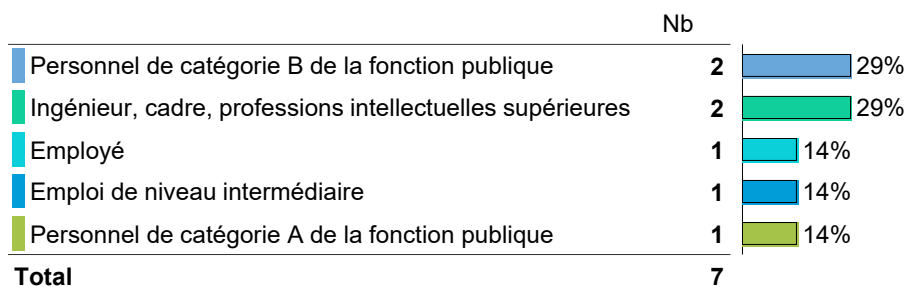 Nb
Personnel de catégorie B de la fonction publique 2 29%
Ingénieur, cadre, professions intellectuelles supérieures 2 29%
Employé 1 14%
Emploi de niveau intermédiaire 1 14%
Personnel de catégorie A de la fonction publique 1 14%
Total 7